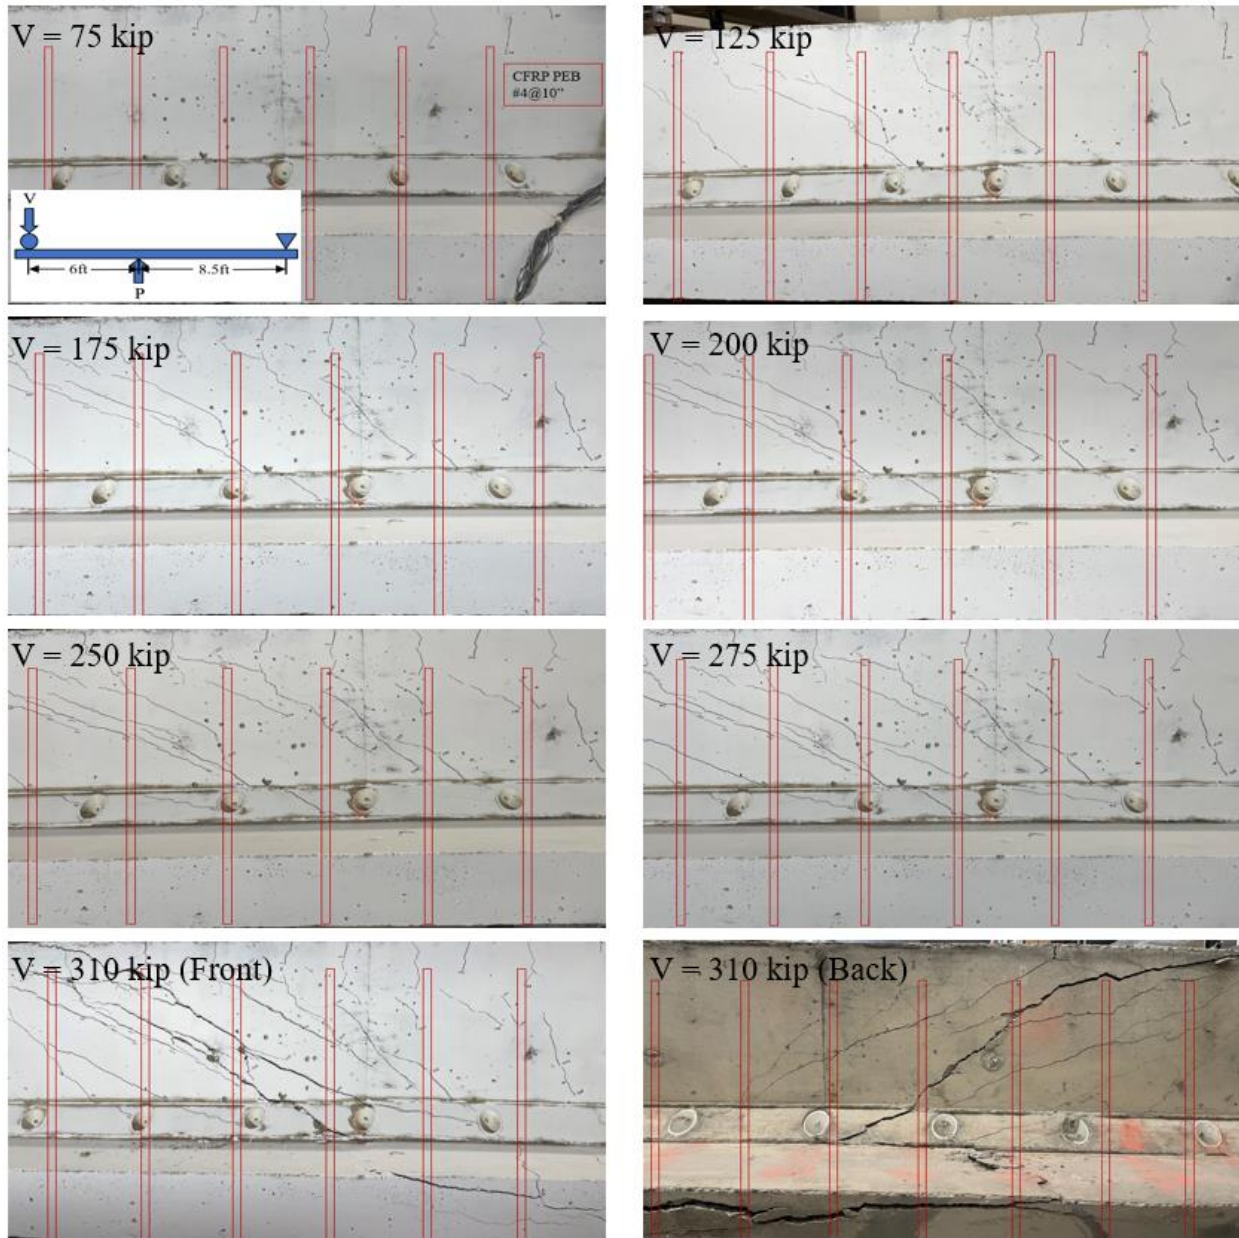 V = 75 kip
CFRP PEB
#4@10"
V
6ft
8.5ft
P
V = 125 kip
V = 175 kip
V = 200 kip
V = 250 kip
V = 275 kip
V = 310 kip (Front)
V = 310 kip (Back)